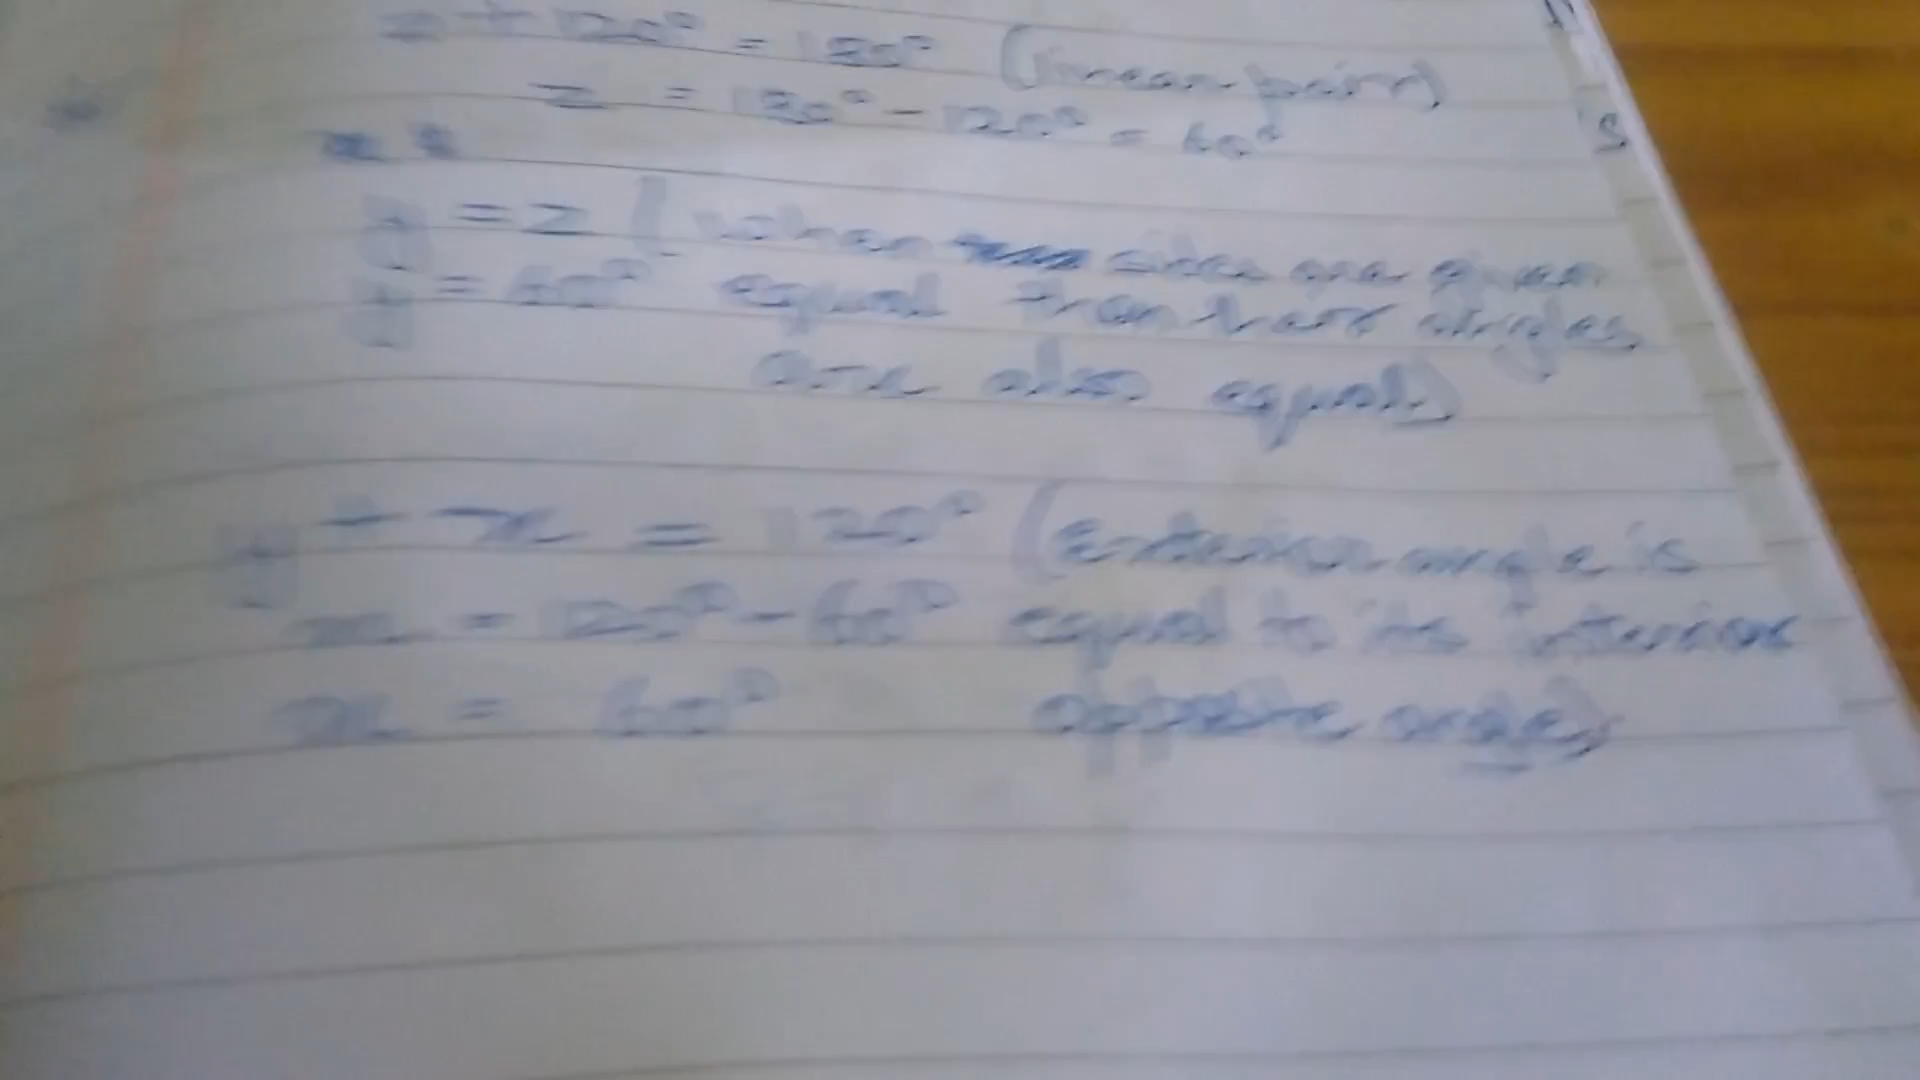 z + 120° = 180° (linear pair)
z = 180° - 120° = 60°
y = z (when sides are given
y = 60° equal then their angles
are also equal)
y + x = 120° (Exterior angle is
x = 120° - 60° equal to its interior
x = 60° opposite angle)